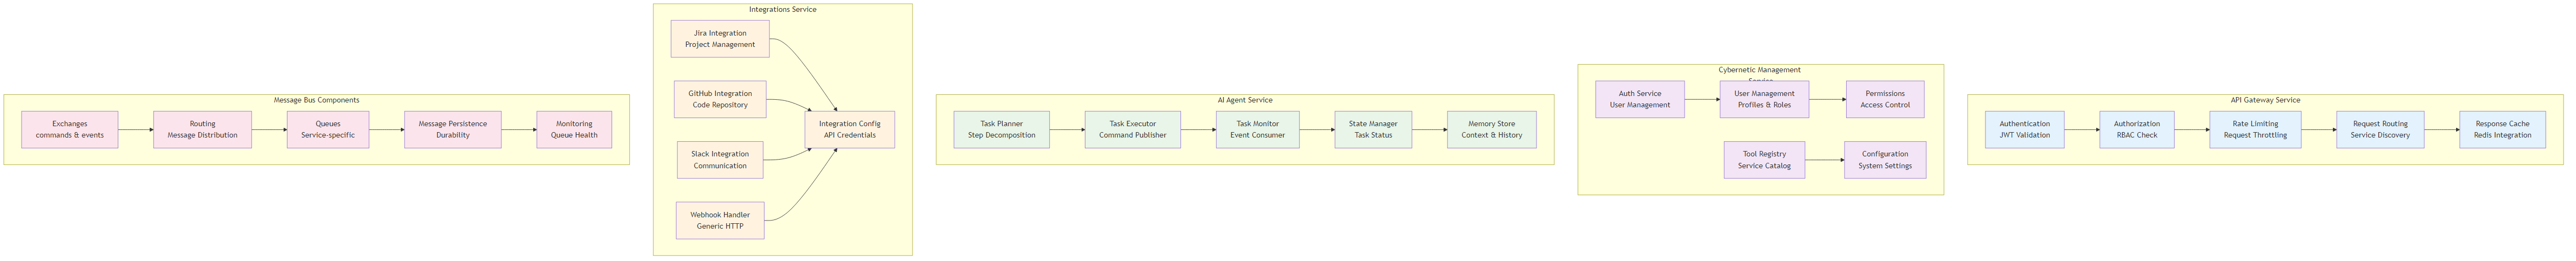 Message Bus Components
Exchanges
commands & events
Routing
Message Distribution
Queues
Service-specific
Message Persistence
Durability
Monitoring
Queue Health
Integrations Service
Jira Integration
Project Management
GitHub Integration
Code Repository
Slack Integration
Communication
Webhook Handler
Generic HTTP
Integration Config
API Credentials
AI Agent Service
Task Planner
Step Decomposition
Task Executor
Command Publisher
Task Monitor
Event Consumer
State Manager
Task Status
Memory Store
Context & History
Cybernetic Management
Service
Auth Service
User Management
User Management
Profiles & Roles
Permissions
Access Control
Tool Registry
Service Catalog
Configuration
System Settings
API Gateway Service
Authentication
JWT Validation
Authorization
RBAC Check
Rate Limiting
Request Throttling
Request Routing
Service Discovery
Response Cache
Redis Integration